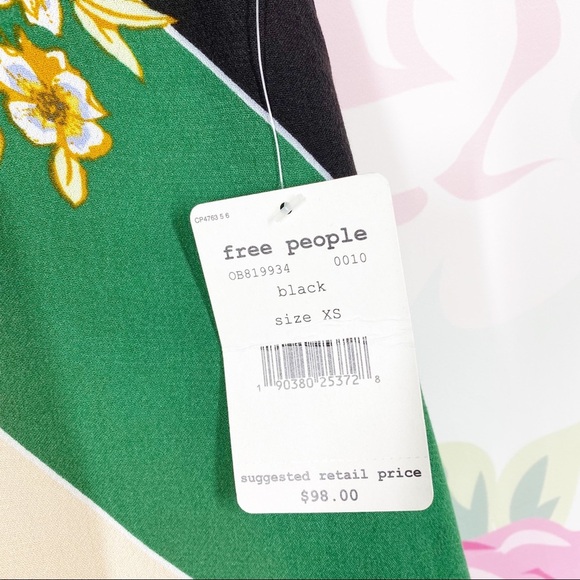 CP4763 5 6
free people
OB819934 0010
black
size XS
1 90380 25372 8
suggested retail price
$98.00